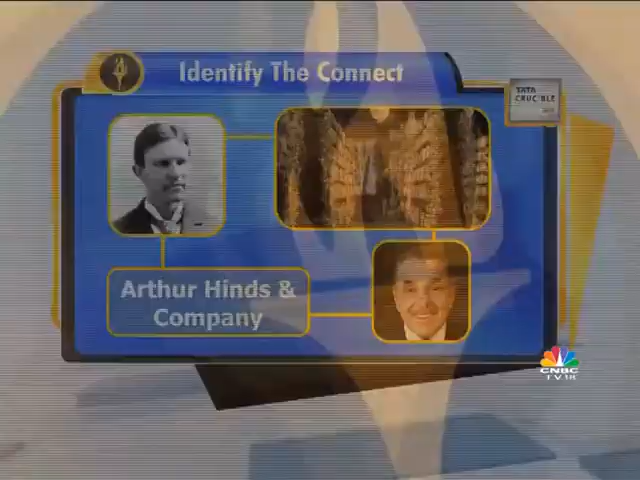 Identify The Connect
TATA
CRUCIBLE
Arthur Hinds &
Company
CNBC
TV18